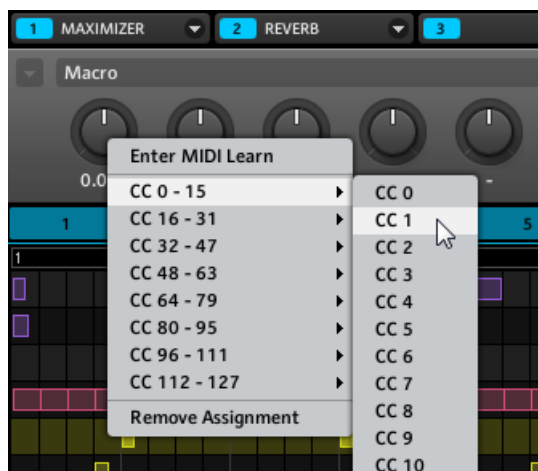 1 MAXIMIZER 2 REVERB 3
Macro
0.0 -
1 5
1
Enter MIDI Learn
CC 0 - 15
CC 16 - 31
CC 32 - 47
CC 48 - 63
CC 64 - 79
CC 80 - 95
CC 96 - 111
CC 112 - 127
Remove Assignment
CC 0
CC 1
CC 2
CC 3
CC 4
CC 5
CC 6
CC 7
CC 8
CC 9
CC 10